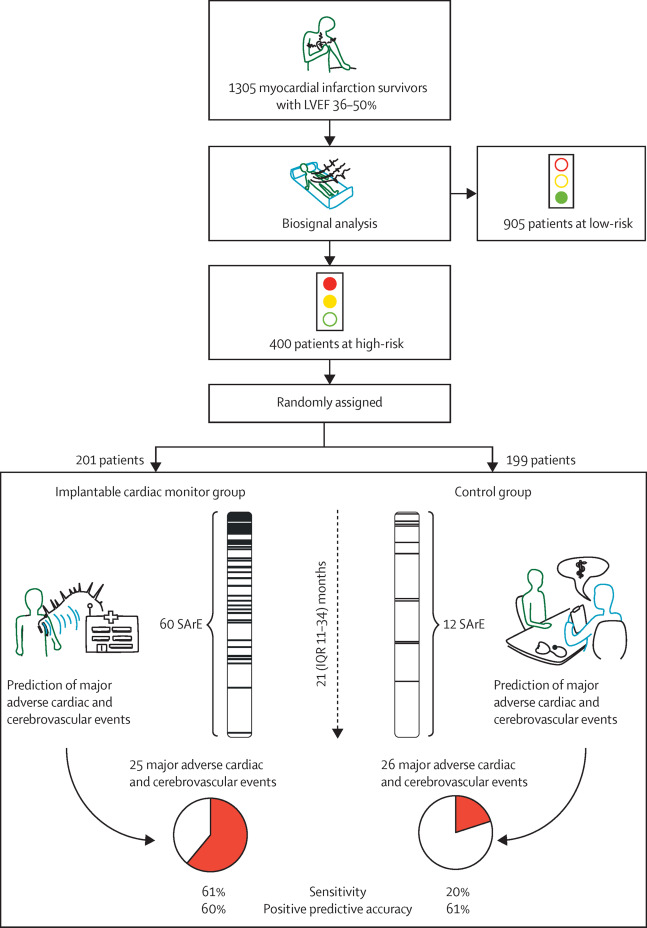 1305 myocardial infarction survivors
with LVEF 36–50%
Biosignal analysis
905 patients at low-risk
400 patients at high-risk
Randomly assigned
201 patients
199 patients
Implantable cardiac monitor group
Control group
60 SArE
21 (IQR 11–34) months
12 SArE
$
Prediction of major
adverse cardiac and
cerebrovascular events
Prediction of major
adverse cardiac and
cerebrovascular events
25 major adverse cardiac
and cerebrovascular events
26 major adverse cardiac
and cerebrovascular events
61% Sensitivity 20%
60% Positive predictive accuracy 61%